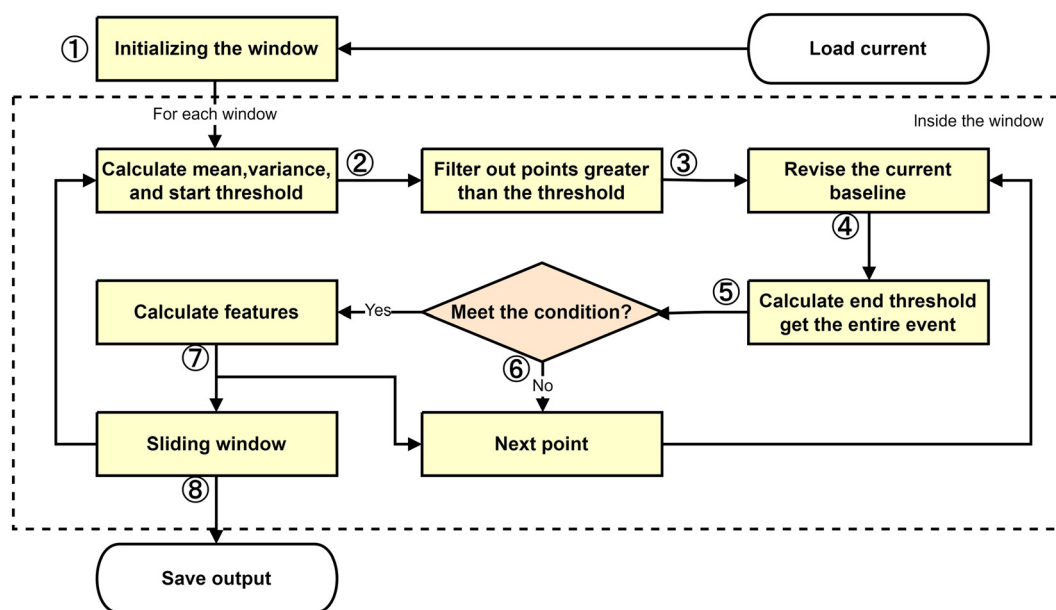 ①
Initializing the window
Load current
For each window
Inside the window
Calculate mean,variance,
and start threshold
②
Filter out points greater
than the threshold
③
Revise the current
baseline
④
Calculate features
Yes
Meet the condition?
⑤
Calculate end threshold
get the entire event
⑥
No
⑦
Sliding window
Next point
⑧
Save output